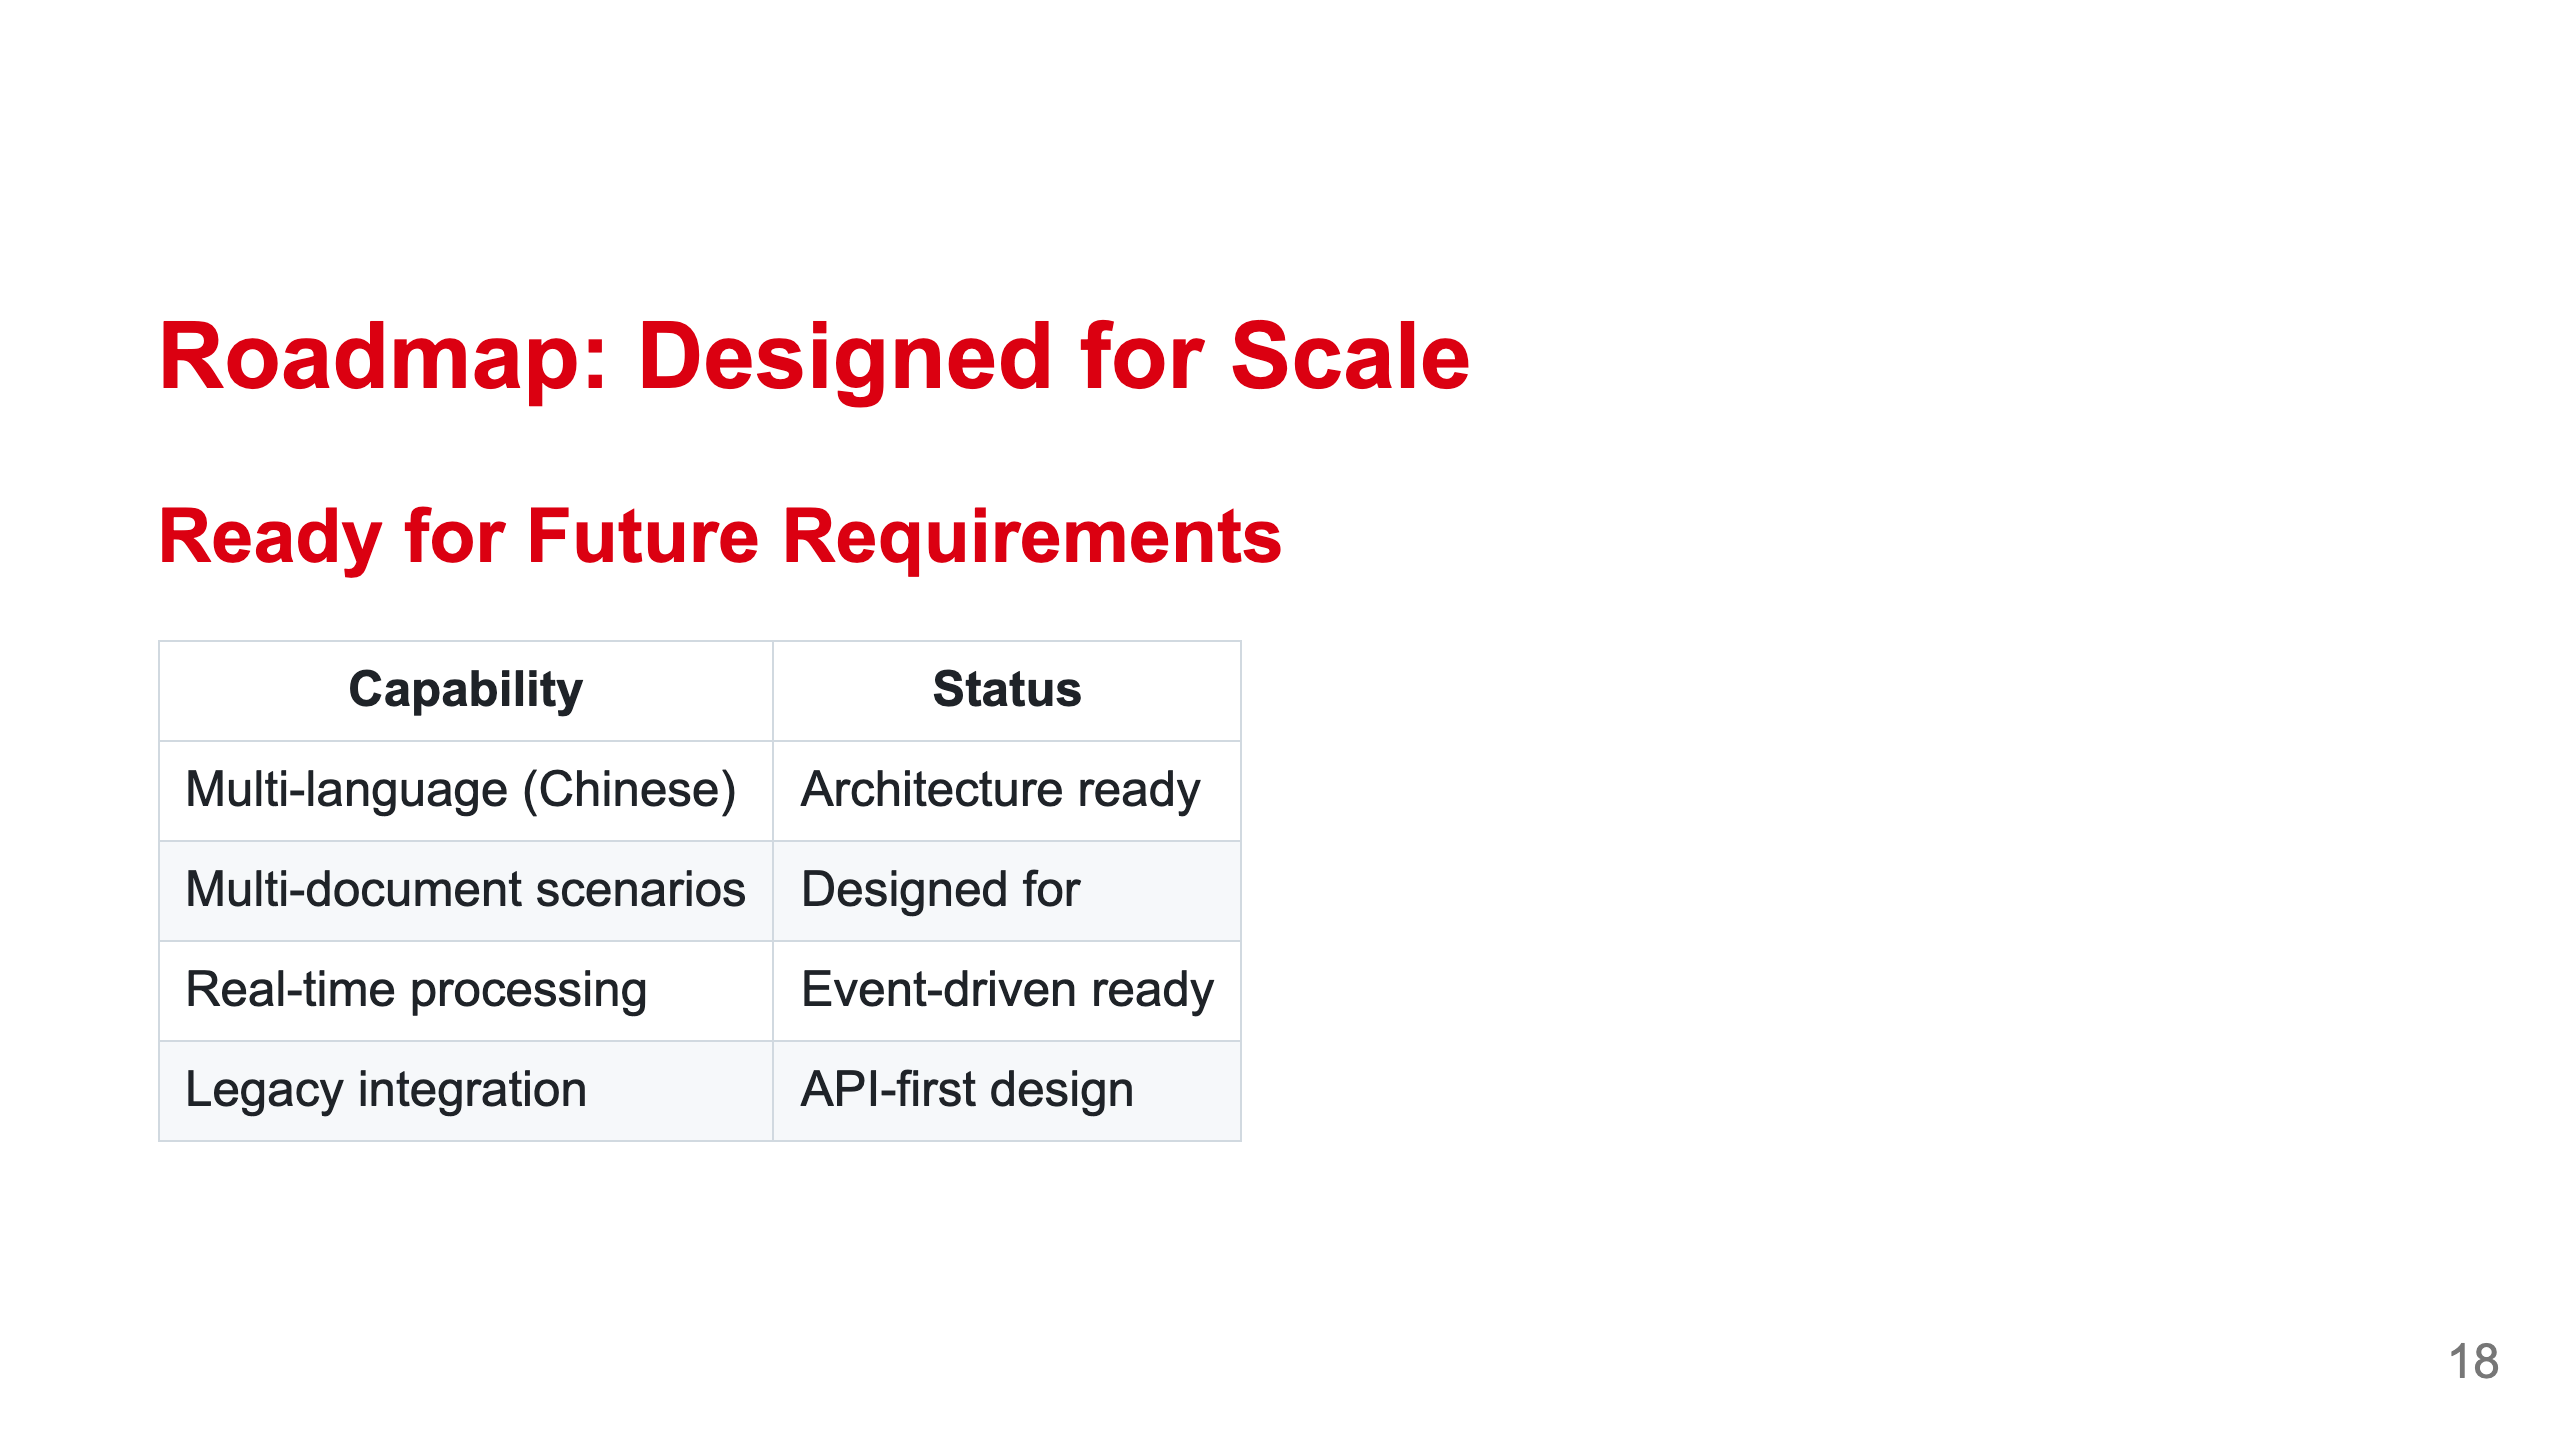 Roadmap: Designed for Scale
Ready for Future Requirements
Capability Status
Multi-language (Chinese) Architecture ready
Multi-document scenarios Designed for
Real-time processing Event-driven ready
Legacy integration API-first design
18